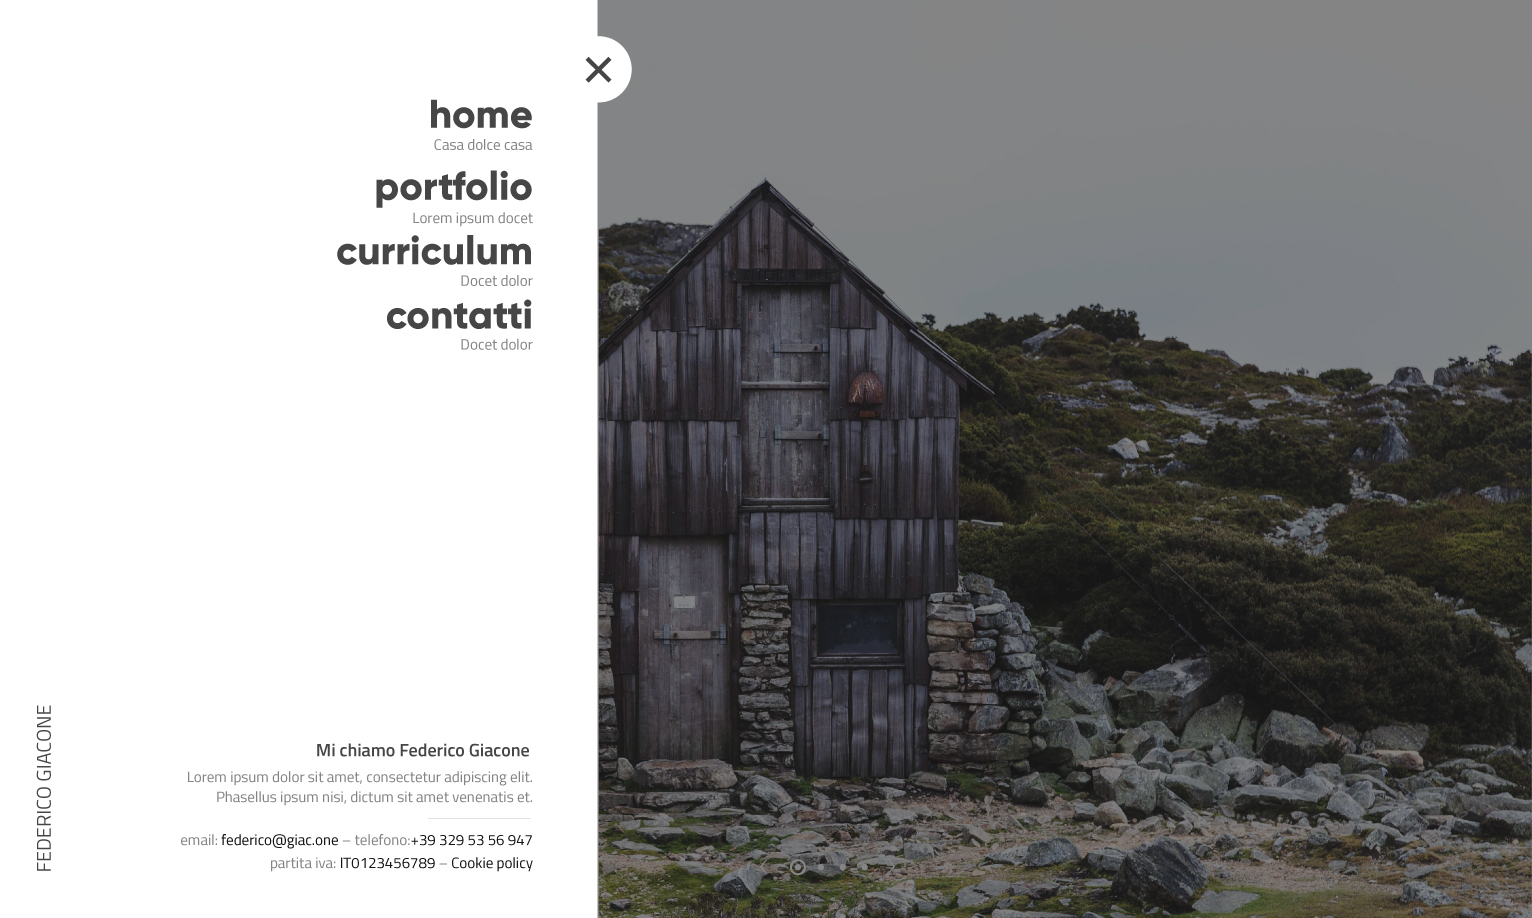 home
Casa dolce casa
portfolio
Lorem ipsum docet
curriculum
Docet dolor
contatti
Docet dolor
FEDERICO GIACONE
Mi chiamo Federico Giacone
Lorem ipsum dolor sit amet, consectetur adipiscing elit.
Phasellus ipsum nisi, dictum sit amet venenatis et.
email: federico@giac.one – telefono:+39 329 53 56 947
partita iva: IT0123456789 – Cookie policy